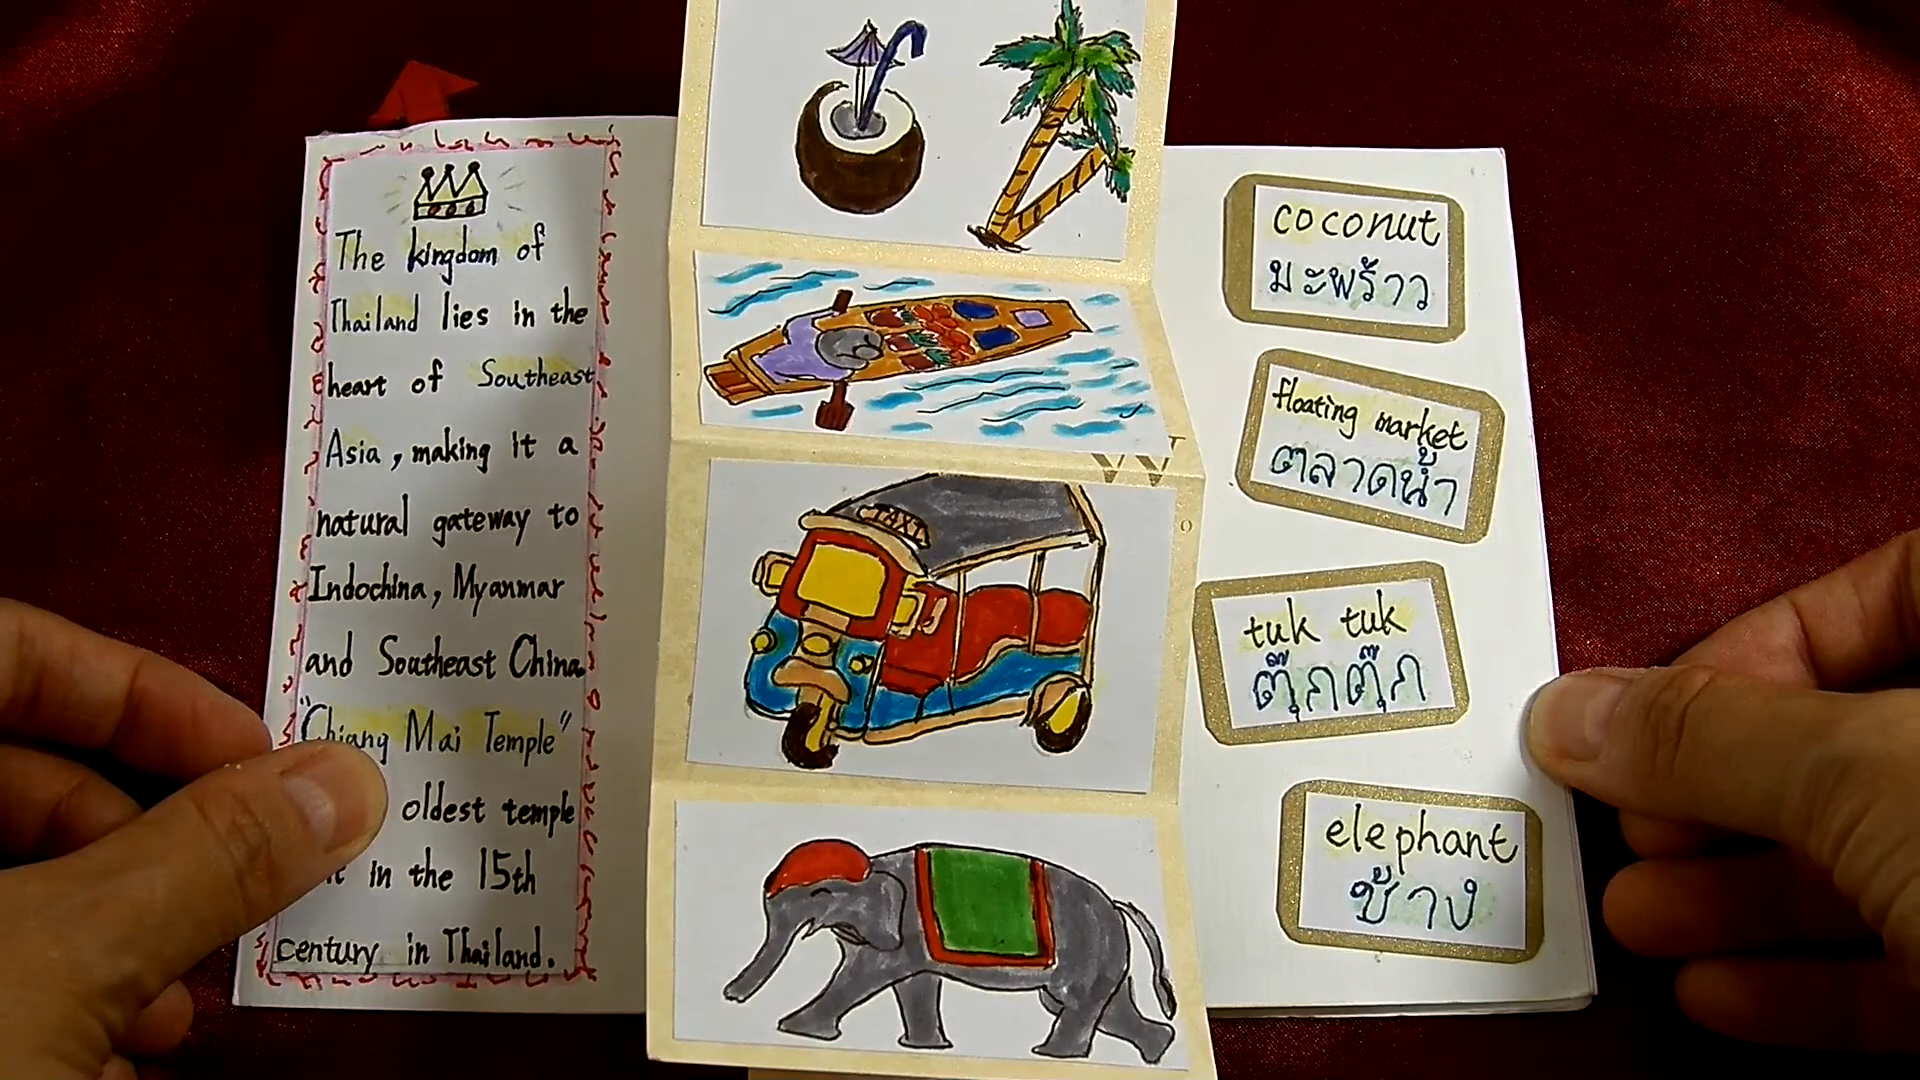 The kingdom of
Thailand lies in the
heart of Southeast
Asia, making it a
natural gateway to
Indochina, Myanmar
and Southeast China.
"Chiang Mai Temple"
oldest temple
in the 15th
century in Thailand.
TAXI
coconut
มะพร้าว
floating market
ตลาดน้ำ
tuk tuk
ตุ๊กตุ๊ก
elephant
ช้าง